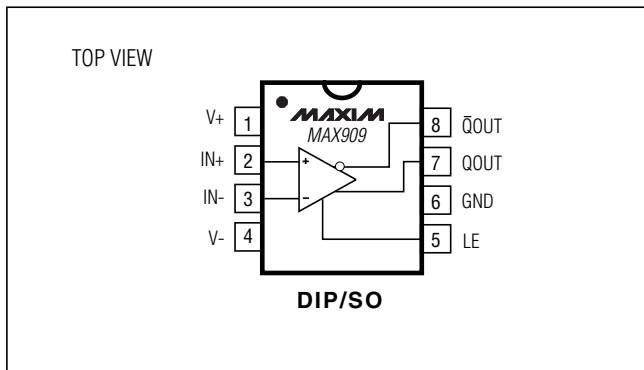 TOP VIEW
MAXIM
MAX909
V+ 1
IN+ 2
IN- 3
V- 4
8 Q̅OUT
7 QOUT
6 GND
5 LE
+
−
DIP/SO